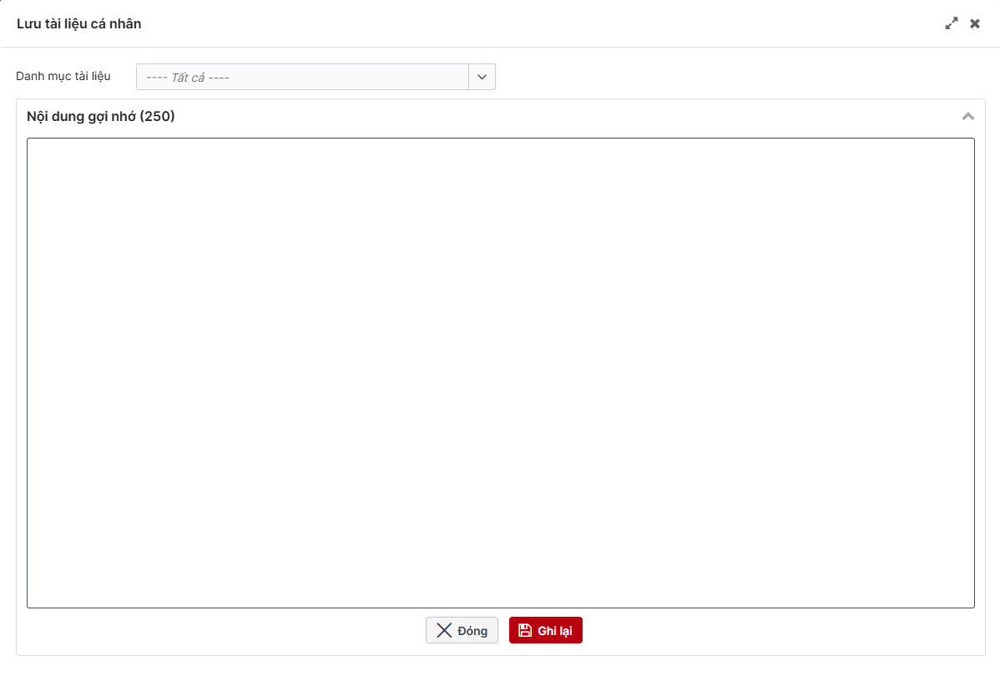 Lưu tài liệu cá nhân
Danh mục tài liệu
---- Tất cả ----
Nội dung gợi nhớ (250)
Đóng
Ghi lại